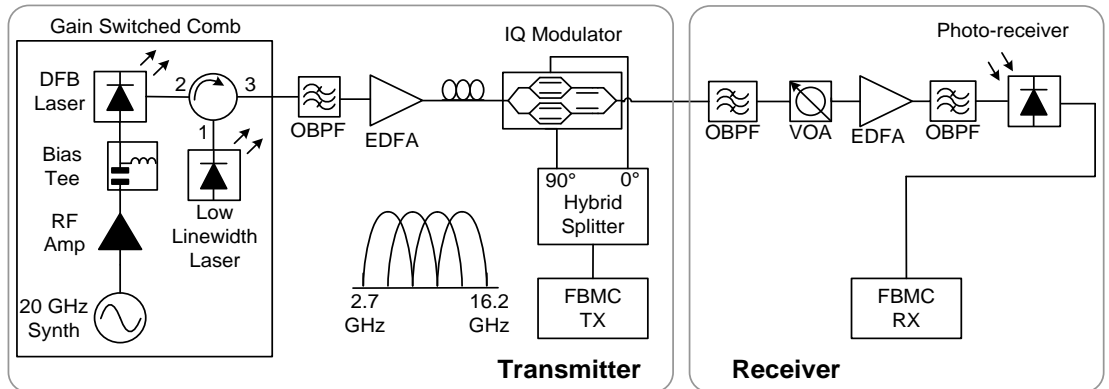 Gain Switched Comb
DFB
Laser
2
3
1
Bias
Tee
RF
Amp
Low
Linewidth
Laser
20 GHz
Synth
OBPF
EDFA
IQ Modulator
90°
0°
Hybrid
Splitter
2.7
GHz
16.2
GHz
FBMC
TX
Transmitter
Photo-receiver
OBPF
VOA
EDFA
OBPF
FBMC
RX
Receiver